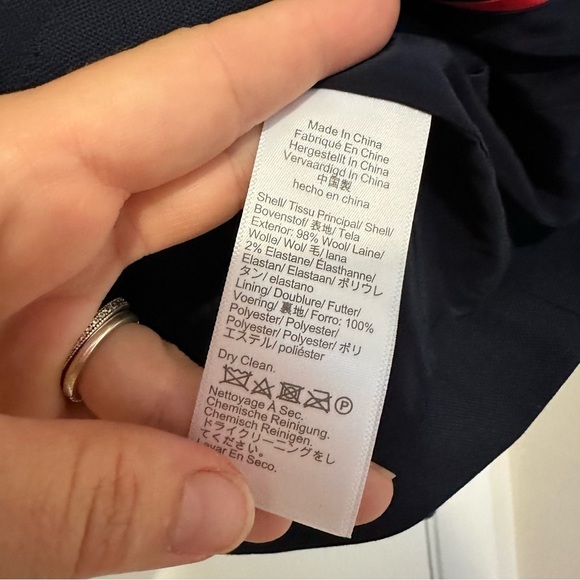 Made In China
Fabriqué En Chine
Hergestellt In China
Vervaardigd In China
中国製
hecho en china
Shell/ Tissu Principal/ Shell/
Bovenstof/ 表地/ Tela
Exterior: 98% Wool/ Laine/
Wolle/ Wol/ 毛/ lana
2% Elastane/ Élasthanne/
Elastan/ Elastaan/ ポリウレ
タン/ elastano
Lining/ Doublure/ Futter/
Voering/ 裏地/ Forro; 100%
Polyester/ Polyester/
Polyester/ Polyester/ ポリ
エステル/ poliéster
Dry Clean.
P
Nettoyage A Sec.
Chemische Reinigung.
Chemisch Reinigen.
ドライクリーニングをし
てください。
Lavar En Seco.